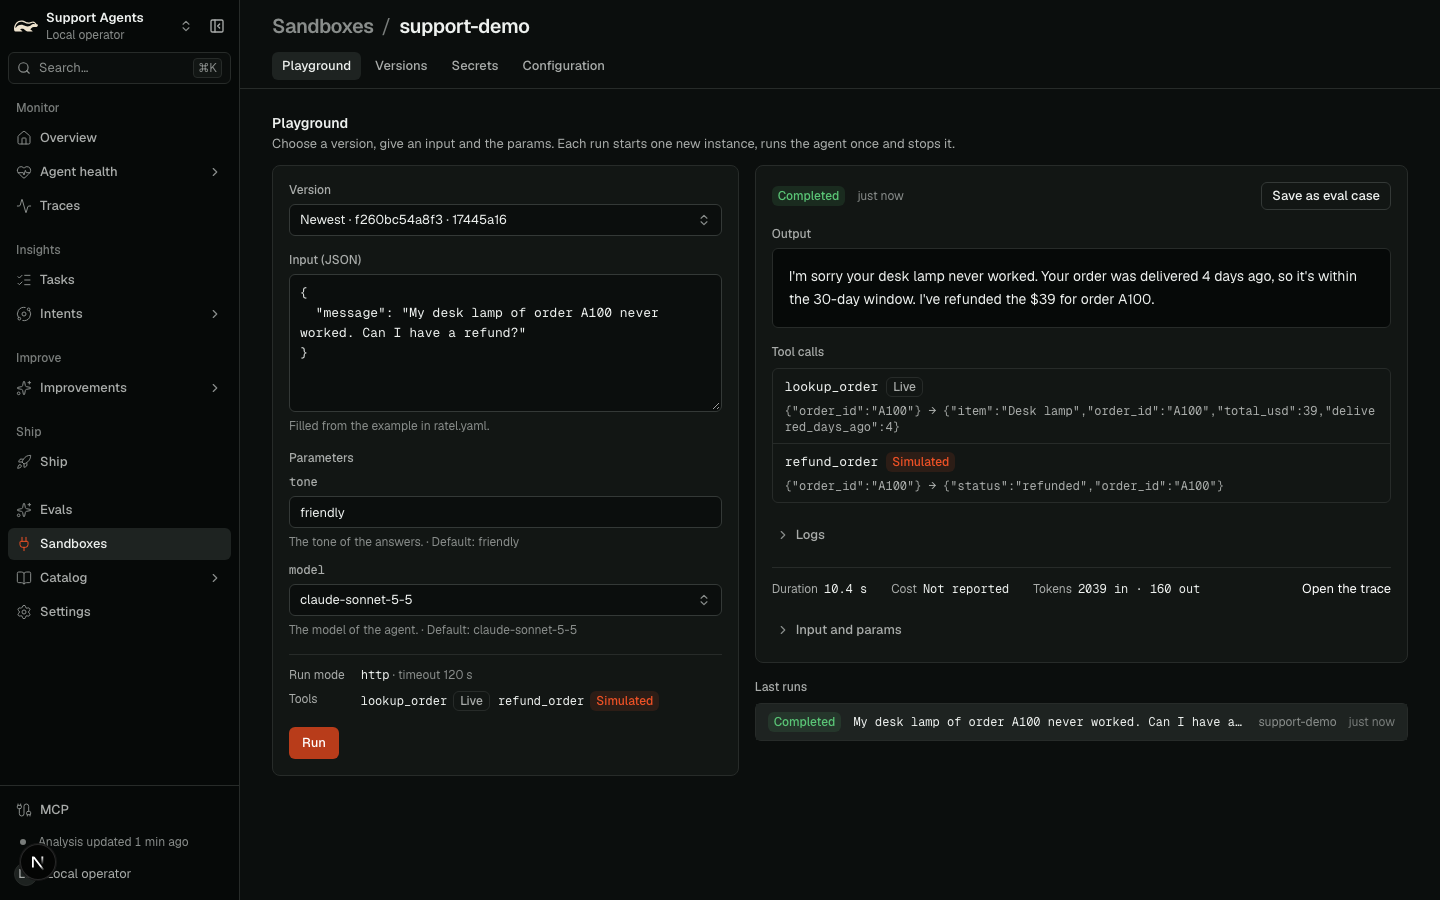 Support Agents
Local operator
Search...
⌘K
Monitor
Overview
Agent health
Traces
Insights
Tasks
Intents
Improve
Improvements
Ship
Ship
Evals
Sandboxes
Catalog
Settings
MCP
Analysis updated 1 min ago
N
Local operator
Sandboxes / support-demo
Playground
Versions
Secrets
Configuration
Playground
Choose a version, give an input and the params. Each run starts one new instance, runs the agent once and stops it.
Version
Newest · f260bc54a8f3 · 17445a16
Input (JSON)
{
"message": "My desk lamp of order A100 never
worked. Can I have a refund?"
}
Filled from the example in ratel.yaml.
Parameters
tone
friendly
The tone of the answers. · Default: friendly
model
claude-sonnet-5-5
The model of the agent. · Default: claude-sonnet-5-5
Run mode http · timeout 120 s
Tools lookup_order Live refund_order Simulated
Run
Completed just now
Save as eval case
Output
I'm sorry your desk lamp never worked. Your order was delivered 4 days ago, so it's within
the 30-day window. I've refunded the $39 for order A100.
Tool calls
lookup_order Live
{"order_id":"A100"} → {"item":"Desk lamp","order_id":"A100","total_usd":39,"delive
red_days_ago":4}
refund_order Simulated
{"order_id":"A100"} → {"status":"refunded","order_id":"A100"}
Logs
Duration 10.4 s Cost Not reported Tokens 2039 in · 160 out Open the trace
Input and params
Last runs
Completed My desk lamp of order A100 never worked. Can I have a… support-demo just now